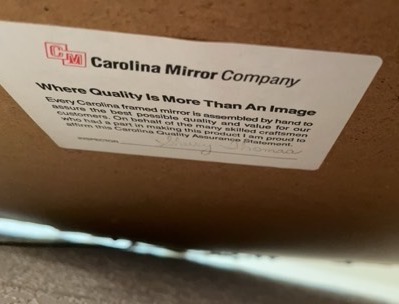 CM Carolina Mirror Company
Where Quality Is More Than An Image
Every Carolina framed mirror is assembled by hand to
assure the best possible quality and value for our
customers. On behalf of the many skilled craftsmen
who had a part in making this product I am proud to
affirm this Carolina Quality Assurance Statement.
INSPECTOR Thomas